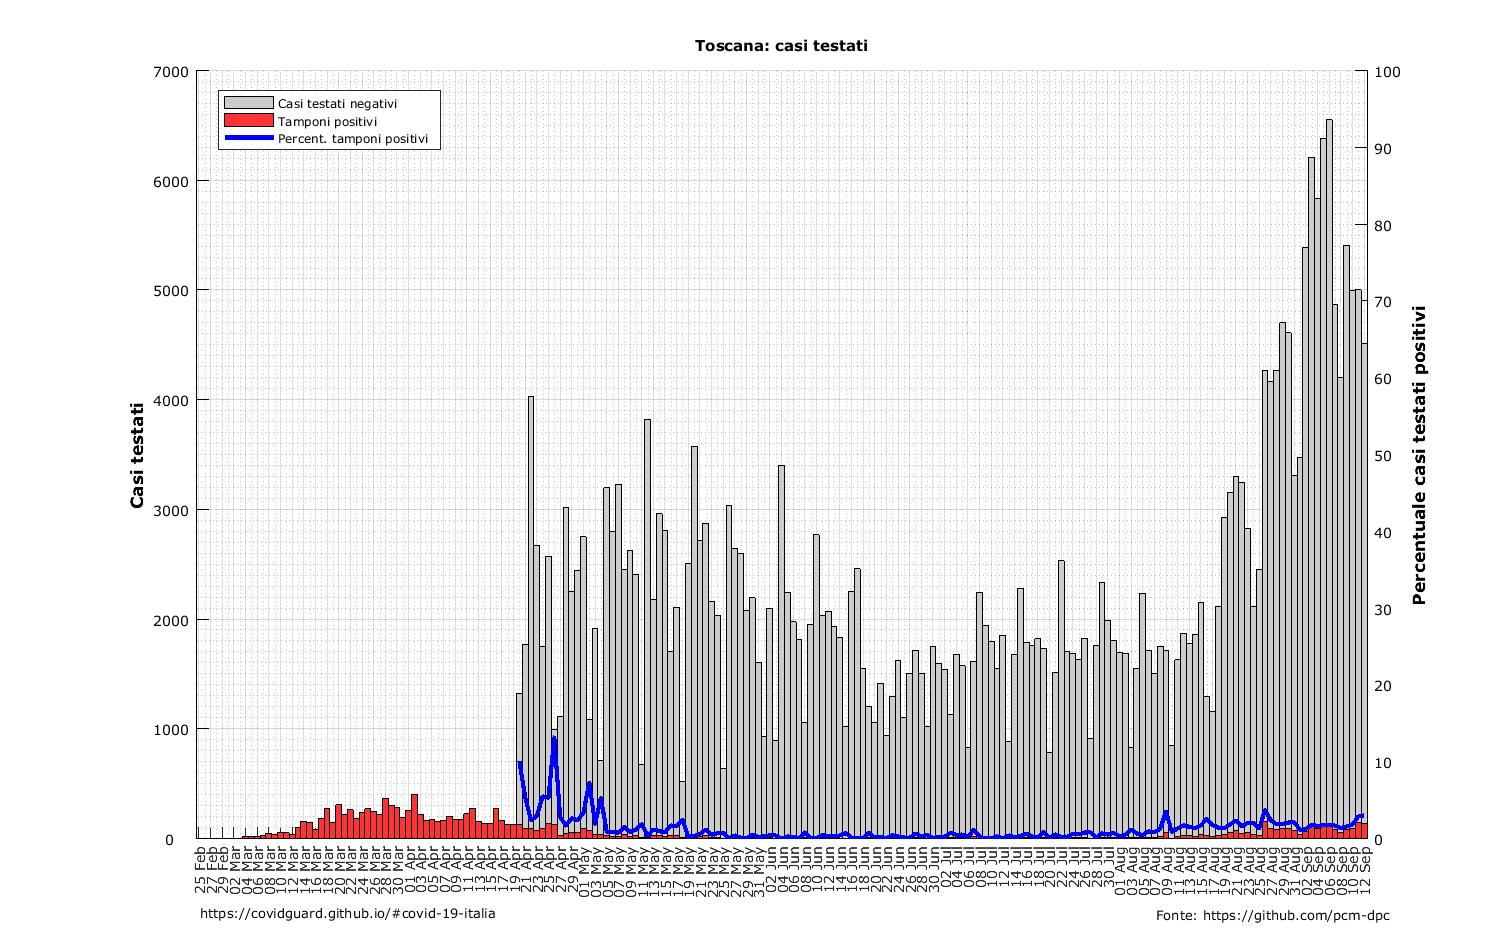 Toscana: casi testati
Casi testati negativi
Tamponi positivi
Percent. tamponi positivi
7000
6000
5000
4000
3000
2000
1000
0
Casi testati
100
90
80
70
60
50
40
30
20
10
0
Percentuale casi testati positivi
25 Feb
27 Feb
29 Feb
02 Mar
04 Mar
06 Mar
08 Mar
10 Mar
12 Mar
14 Mar
16 Mar
18 Mar
20 Mar
22 Mar
24 Mar
26 Mar
28 Mar
30 Mar
01 Apr
03 Apr
05 Apr
07 Apr
09 Apr
11 Apr
13 Apr
15 Apr
17 Apr
19 Apr
21 Apr
23 Apr
25 Apr
27 Apr
29 Apr
01 May
03 May
05 May
07 May
09 May
11 May
13 May
15 May
17 May
19 May
21 May
23 May
25 May
27 May
29 May
31 May
02 Jun
04 Jun
06 Jun
08 Jun
10 Jun
12 Jun
14 Jun
16 Jun
18 Jun
20 Jun
22 Jun
24 Jun
26 Jun
28 Jun
30 Jun
02 Jul
04 Jul
06 Jul
08 Jul
10 Jul
12 Jul
14 Jul
16 Jul
18 Jul
20 Jul
22 Jul
24 Jul
26 Jul
28 Jul
30 Jul
01 Aug
03 Aug
05 Aug
07 Aug
09 Aug
11 Aug
13 Aug
15 Aug
17 Aug
19 Aug
21 Aug
23 Aug
25 Aug
27 Aug
29 Aug
31 Aug
02 Sep
04 Sep
06 Sep
08 Sep
10 Sep
12 Sep
https://covidguard.github.io/#covid-19-italia
Fonte: https://github.com/pcm-dpc